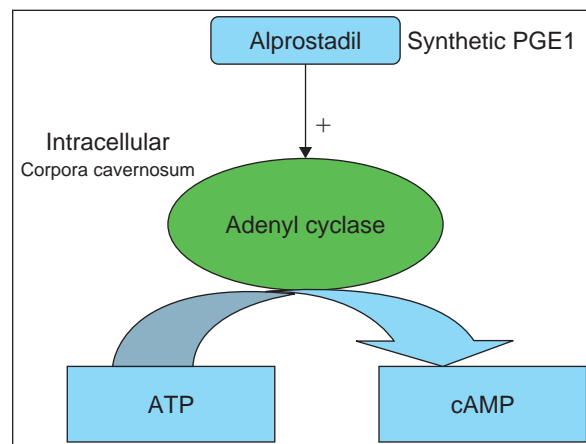 Alprostadil
Synthetic PGE1
+
Intracellular
Corpora cavernosum
Adenyl cyclase
ATP
cAMP